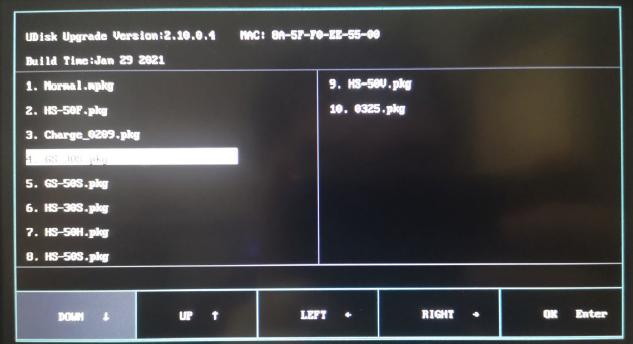 UDisk Upgrade Version:2.10.0.4 MAC: 8A-5F-F0-EE-55-00
Build Time:Jan 29 2021
1. Normal.mpkg
2. HS-50F.pkg
3. Charge_0209.pkg
4. GS-30S.pkg
5. GS-50S.pkg
6. HS-30S.pkg
7. HS-50H.pkg
8. HS-50S.pkg
9. HS-50V.pkg
10. 0325.pkg
DOWN ↓ UP ↑ LEFT ← RIGHT → OK Enter